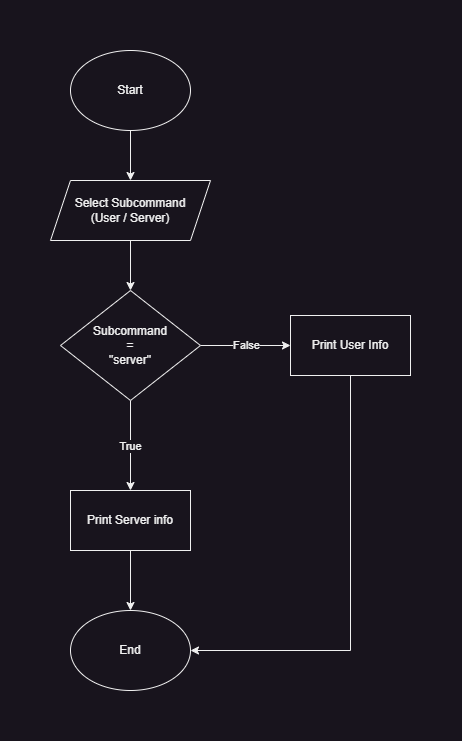 Start
Select Subcommand
(User / Server)
Subcommand
=
"server"
False
Print User Info
True
Print Server info
End